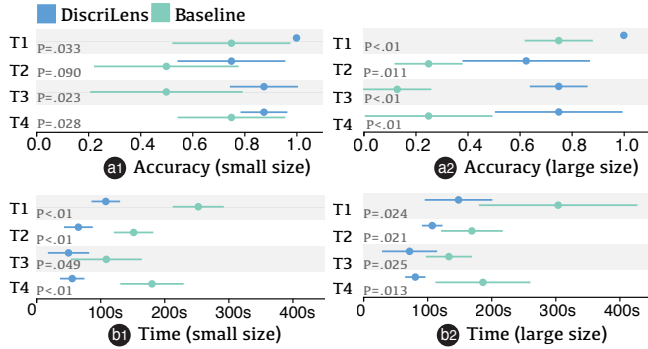 DiscriLens Baseline
T1
P=.033
T2
P=.090
T3
P=.023
T4
P=.028
0.0 0.2 0.4 0.6 0.8 1.0
a1 Accuracy (small size)
T1
P<.01
T2
P=.011
T3
P<.01
T4
P<.01
0.0 0.2 0.4 0.6 0.8 1.0
a2 Accuracy (large size)
T1
P<.01
T2
P<.01
T3
P=.049
T4
P<.01
100s 200s 300s 400s
b1 Time (small size)
T1
P=.024
T2
P=.021
T3
P=.025
T4
P=.013
100s 200s 300s 400s
b2 Time (large size)